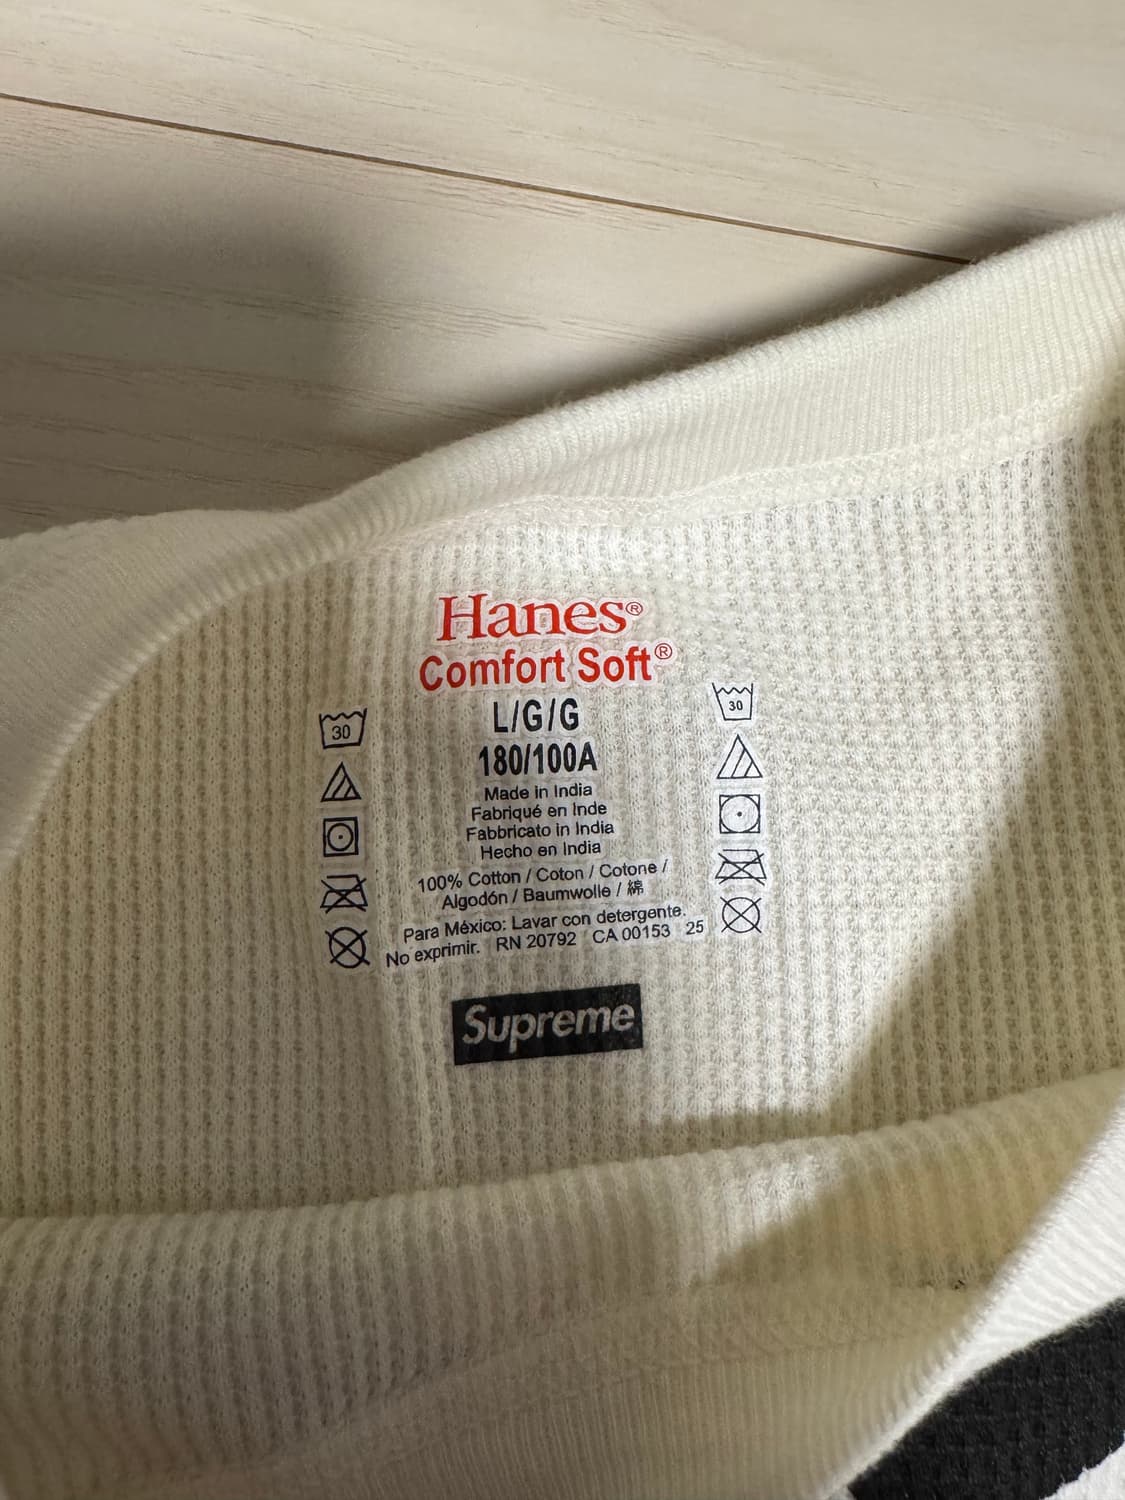 Hanes®
Comfort Soft®
L/G/G
180/100A
Made in India
Fabriqué en Inde
Fabbricato in India
Hecho en India
100% Cotton / Coton / Cotone /
Algodón / Baumwolle / 綿
Para México: Lavar con detergente.
No exprimir. RN 20792 CA 00153 25
30
30
Supreme